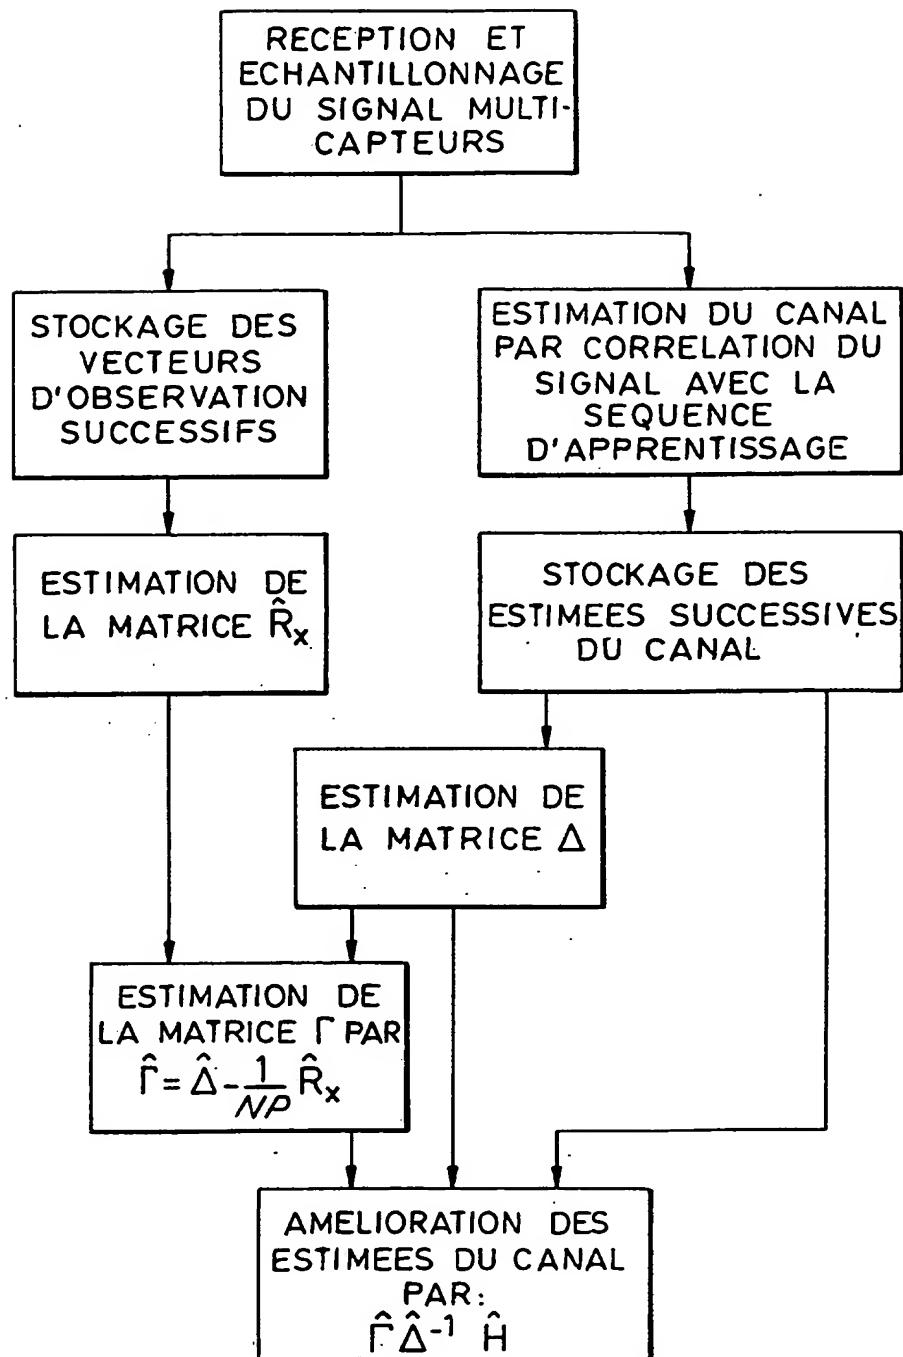 RECEPTION ET
ECHANTILLONNAGE
DU SIGNAL MULTI-
CAPTEURS
STOCKAGE DES
VECTEURS
D'OBSERVATION
SUCCESSIFS
ESTIMATION DU CANAL
PAR CORRELATION DU
SIGNAL AVEC LA
SEQUENCE
D'APPRENTISSAGE
ESTIMATION DE
LA MATRICE R̂x
STOCKAGE DES
ESTIMEES SUCCESSIVES
DU CANAL
ESTIMATION DE
LA MATRICE Δ
ESTIMATION DE
LA MATRICE Γ PAR
Γ̂ = Δ̂ - 1/NP R̂x
AMELIORATION DES
ESTIMEES DU CANAL
PAR:
Γ̂ Δ̂⁻¹ Ĥ